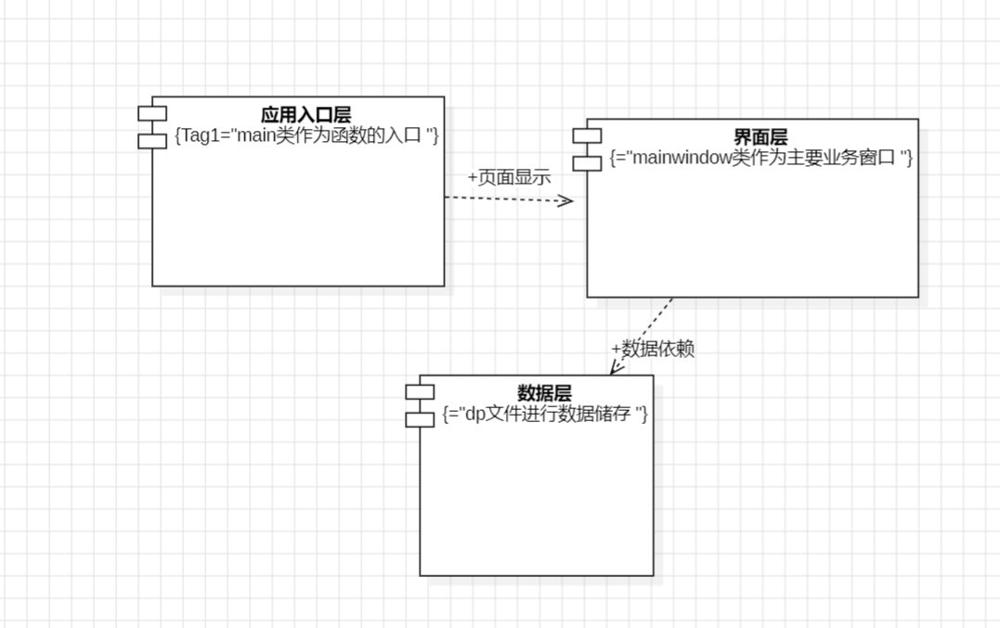 应用入口层
{Tag1="main类作为函数的入口 "}
+页面显示
界面层
{="mainwindow类作为主要业务窗口 "}
+数据依赖
数据层
{="dp文件进行数据储存 "}